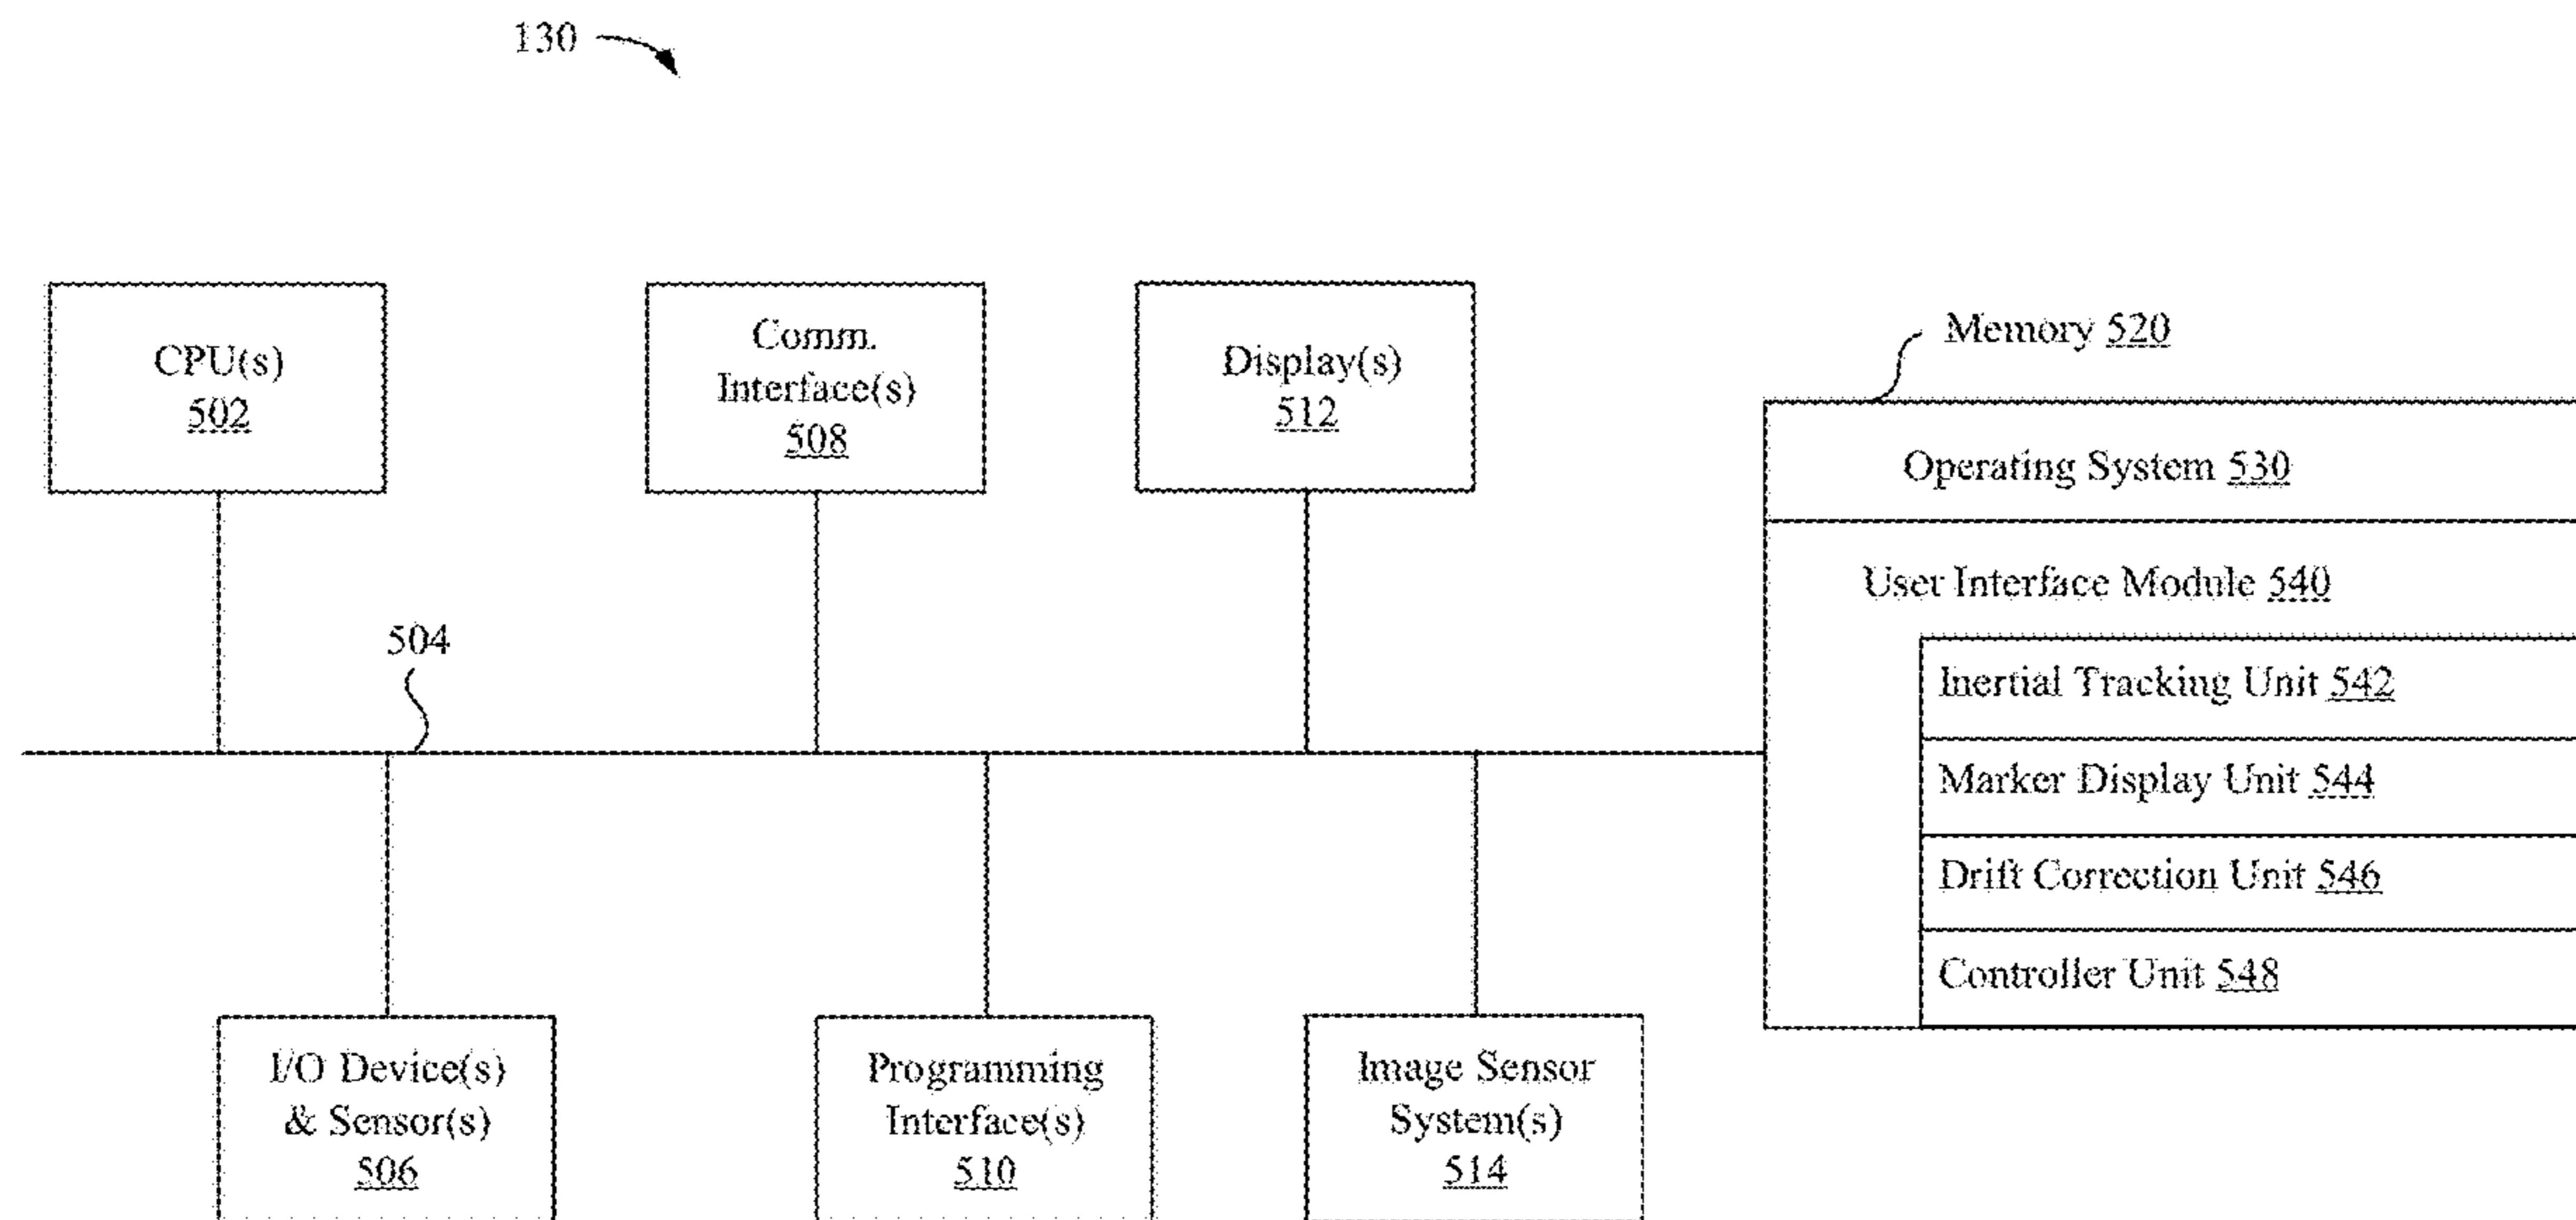 130
CPU(s)
502
Comm.
Interface(s)
508
Display(s)
512
Memory 520
Operating System 530
User Interface Module 540
504
Inertial Tracking Unit 542
Marker Display Unit 544
Drift Correction Unit 546
Controller Unit 548
I/O Device(s)
& Sensor(s)
506
Programming
Interface(s)
510
Image Sensor
System(s)
514